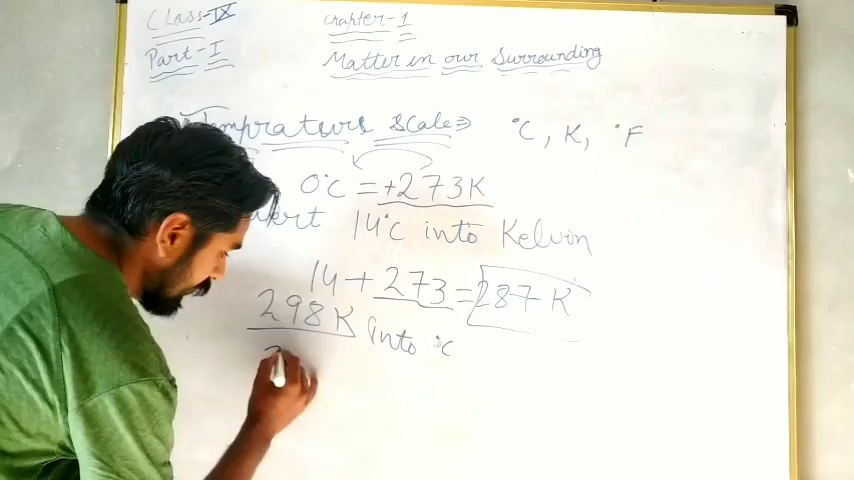 Class-IX
Chapter-1
Part-I
Matter in our Surrounding
Temprature scale ⇒ °C, K, °F
0°C = +273K
14°C into Kelvin
14 + 273 = 287 K
298 K into °C